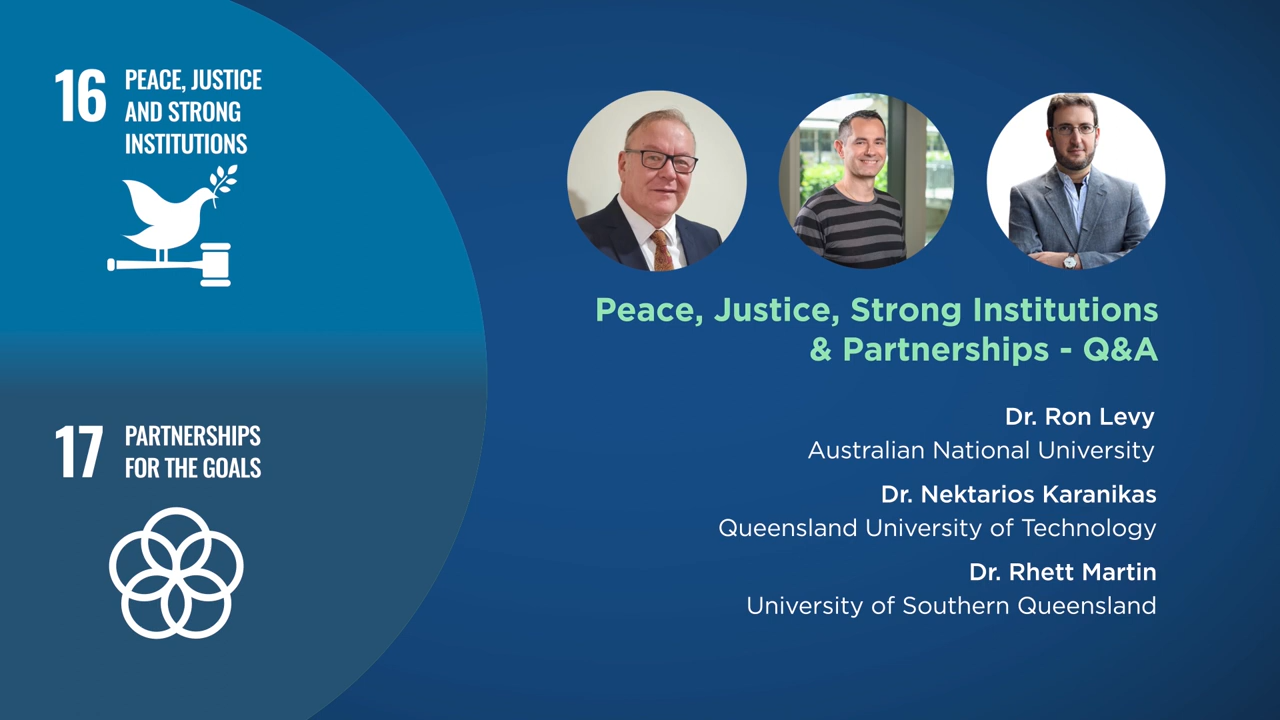 16
PEACE, JUSTICE
AND STRONG
INSTITUTIONS
17
PARTNERSHIPS
FOR THE GOALS
Peace, Justice, Strong Institutions
& Partnerships - Q&A
Dr. Ron Levy
Australian National University
Dr. Nektarios Karanikas
Queensland University of Technology
Dr. Rhett Martin
University of Southern Queensland